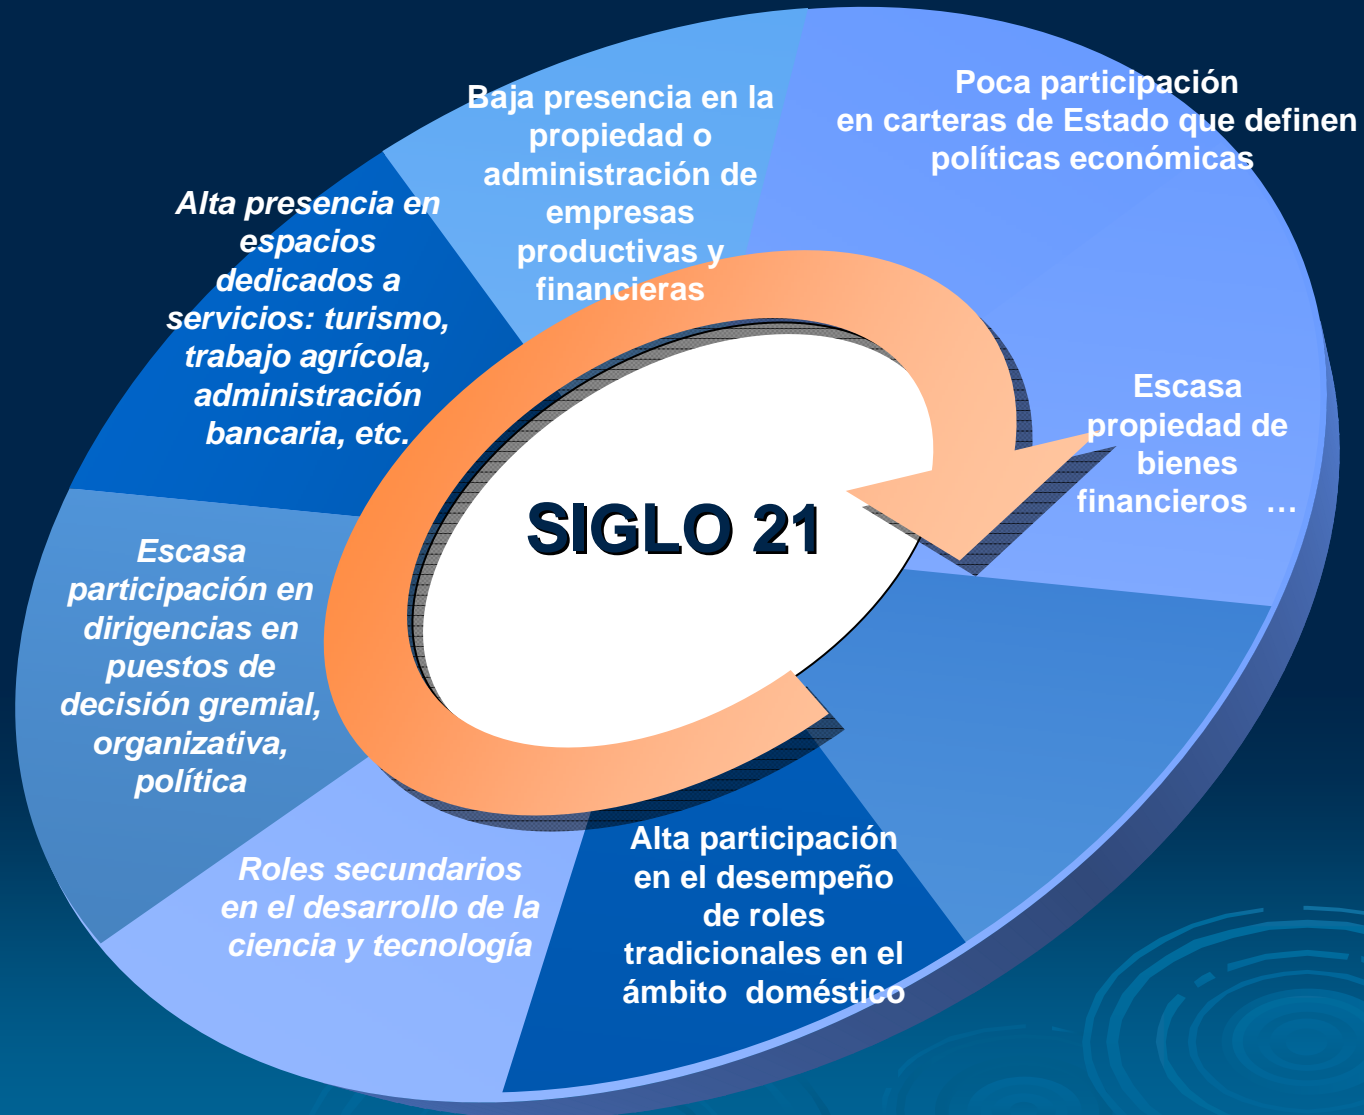 Baja presencia en la
propiedad o
administración de
empresas
productivas y
financieras
Poca participación
en carteras de Estado que definen
políticas económicas
Alta presencia en
espacios
dedicados a
servicios: turismo,
trabajo agrícola,
administración
bancaria, etc.
Escasa
propiedad de
bienes
financieros …
SIGLO 21
Escasa
participación en
dirigencias en
puestos de
decisión gremial,
organizativa,
política
Roles secundarios
en el desarrollo de la
ciencia y tecnología
Alta participación
en el desempeño
de roles
tradicionales en el
ámbito doméstico